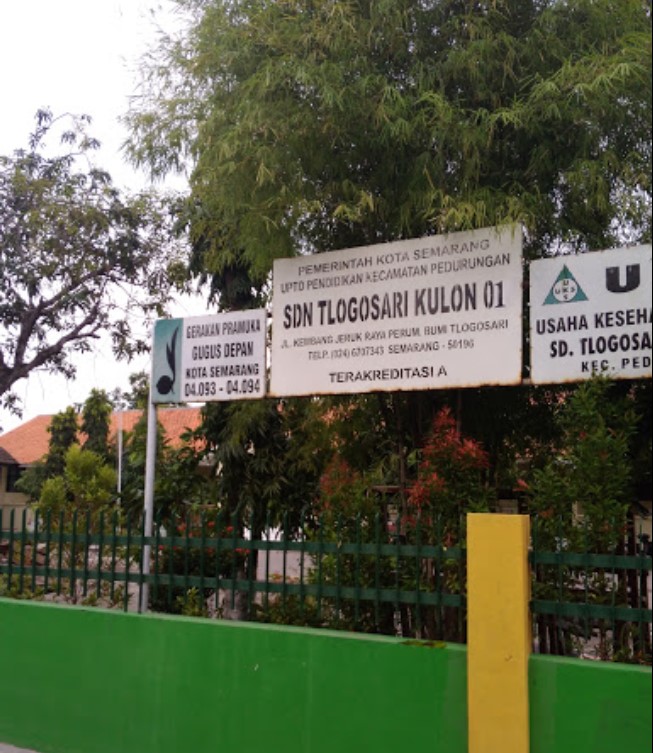 GERAKAN PRAMUKA
GUGUS DEPAN
KOTA SEMARANG
04.093 - 04.094
PEMERINTAH KOTA SEMARANG
UPTD PENDIDIKAN KECAMATAN PEDURUNGAN
SDN TLOGOSARI KULON 01
JL. KEMBANG JERUK RAYA PERUM. BUMI TLOGOSARI
TELP. (024) 6707343 SEMARANG - 50196
TERAKREDITASI A
U
UKS
S
U
USAHA KESEHA
SD. TLOGOSA
KEC. PED